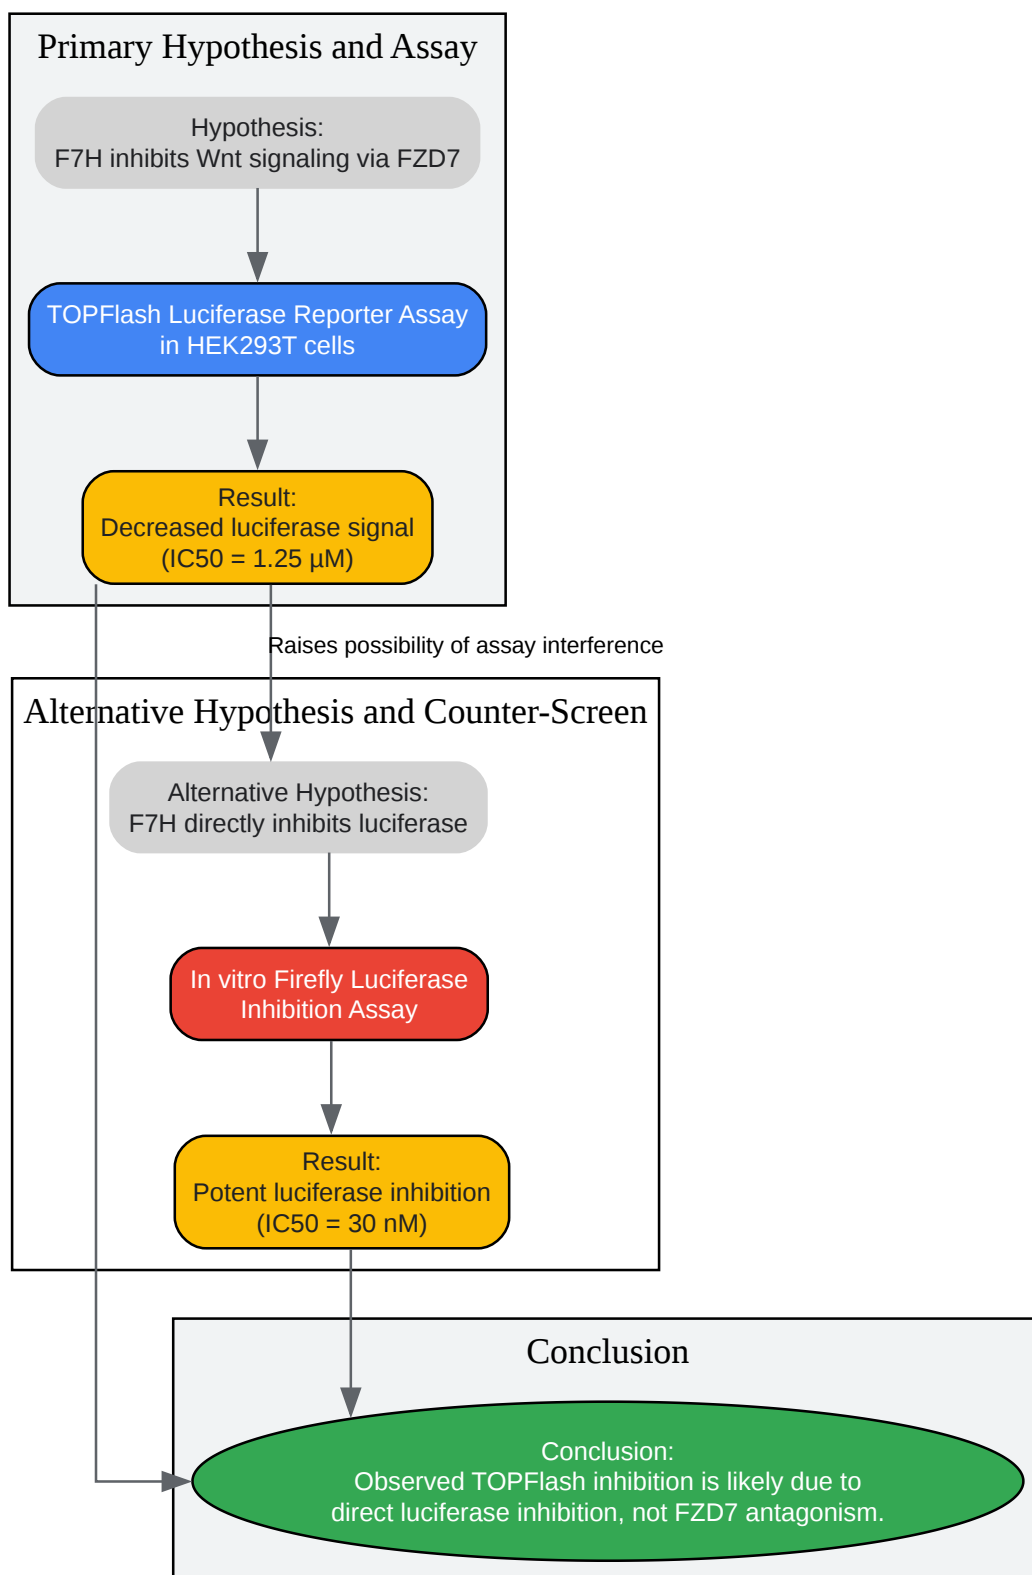 Primary Hypothesis and Assay
Hypothesis:
F7H inhibits Wnt signaling via FZD7
TOPFlash Luciferase Reporter Assay
in HEK293T cells
Result:
Decreased luciferase signal
(IC50 = 1.25 µM)
Raises possibility of assay interference
Alternative Hypothesis and Counter-Screen
Alternative Hypothesis:
F7H directly inhibits luciferase
In vitro Firefly Luciferase
Inhibition Assay
Result:
Potent luciferase inhibition
(IC50 = 30 nM)
Conclusion
Conclusion:
Observed TOPFlash inhibition is likely due to
direct luciferase inhibition, not FZD7 antagonism.